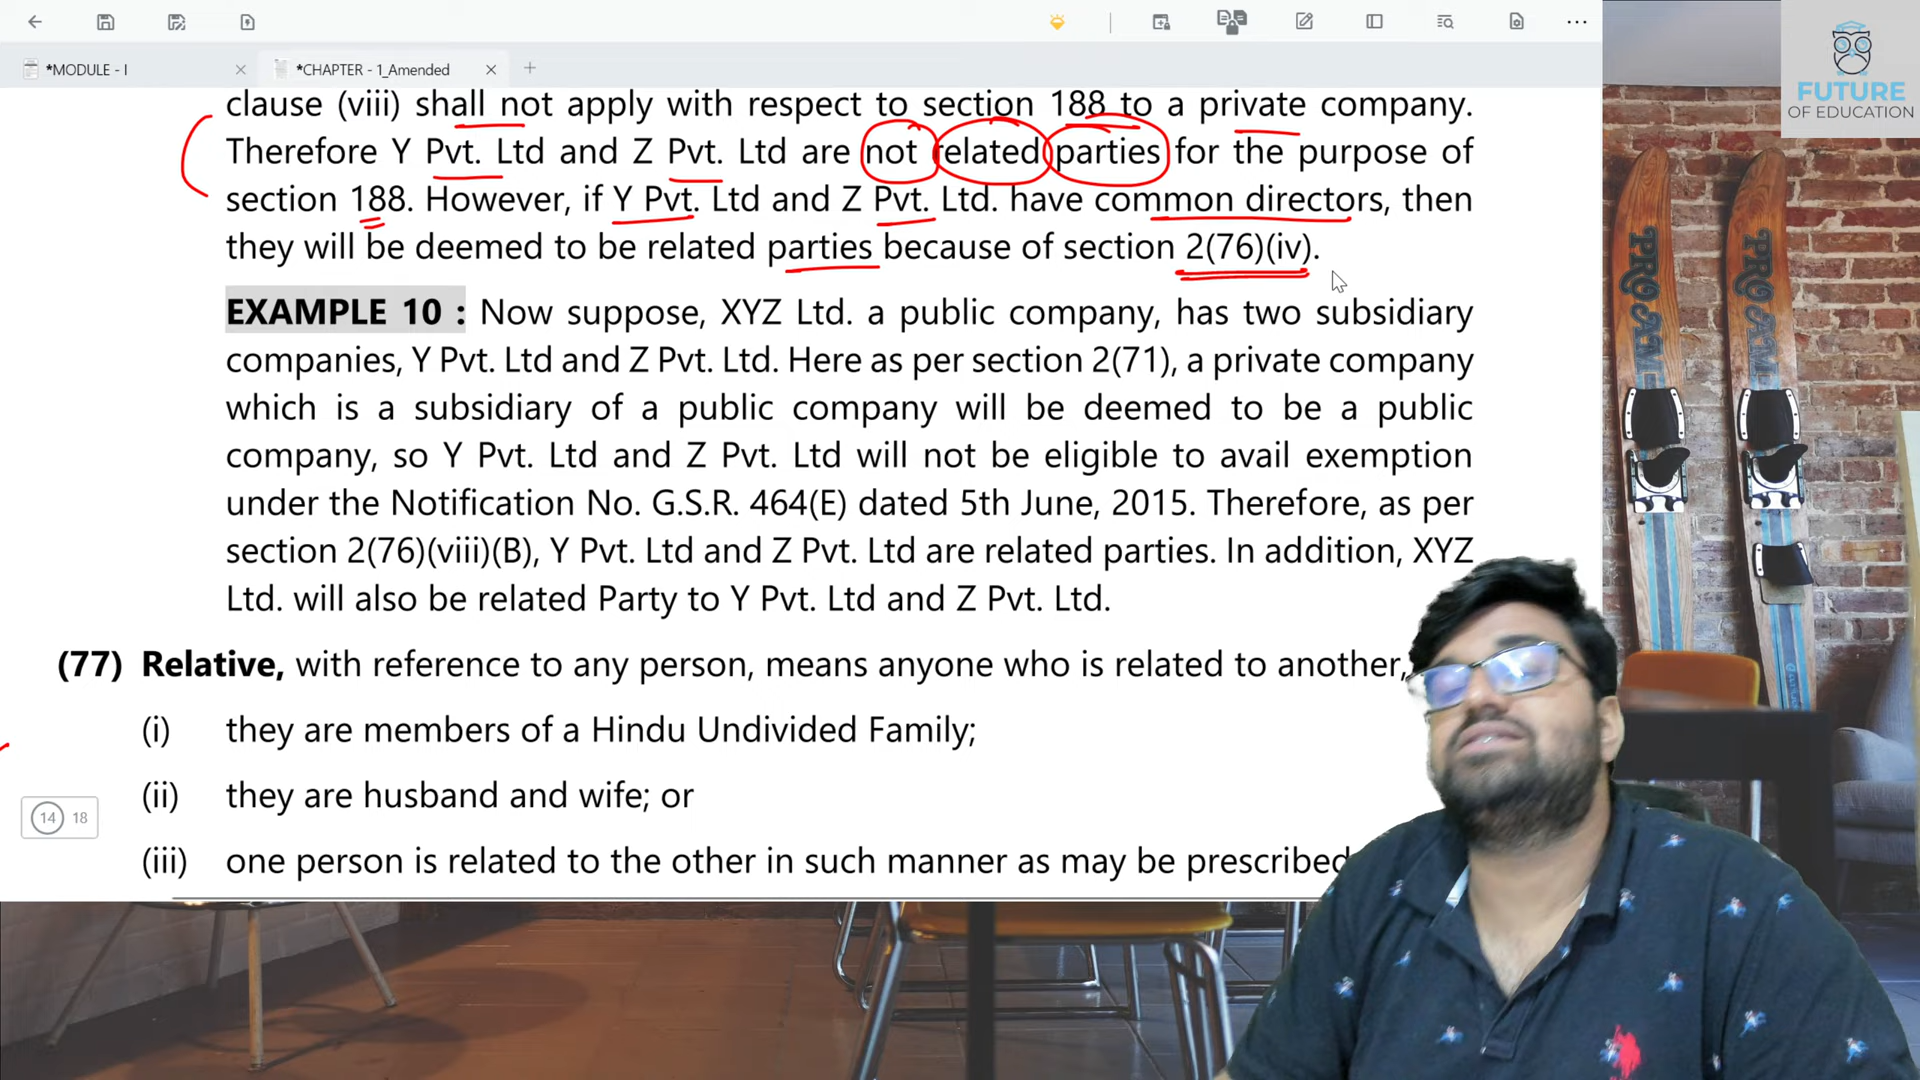 *MODULE - I
*CHAPTER - 1_Amended
FUTURE
OF EDUCATION
clause (viii) shall not apply with respect to section 188 to a private company.
Therefore Y Pvt. Ltd and Z Pvt. Ltd are not related parties for the purpose of
section 188. However, if Y Pvt. Ltd and Z Pvt. Ltd. have common directors, then
they will be deemed to be related parties because of section 2(76)(iv).
EXAMPLE 10 : Now suppose, XYZ Ltd. a public company, has two subsidiary
companies, Y Pvt. Ltd and Z Pvt. Ltd. Here as per section 2(71), a private company
which is a subsidiary of a public company will be deemed to be a public
company, so Y Pvt. Ltd and Z Pvt. Ltd will not be eligible to avail exemption
under the Notification No. G.S.R. 464(E) dated 5th June, 2015. Therefore, as per
section 2(76)(viii)(B), Y Pvt. Ltd and Z Pvt. Ltd are related parties. In addition, XYZ
Ltd. will also be related Party to Y Pvt. Ltd and Z Pvt. Ltd.
(77) Relative, with reference to any person, means anyone who is related to another,
(i) they are members of a Hindu Undivided Family;
(ii) they are husband and wife; or
14 18
(iii) one person is related to the other in such manner as may be prescribed
PRO AM
PRO AM